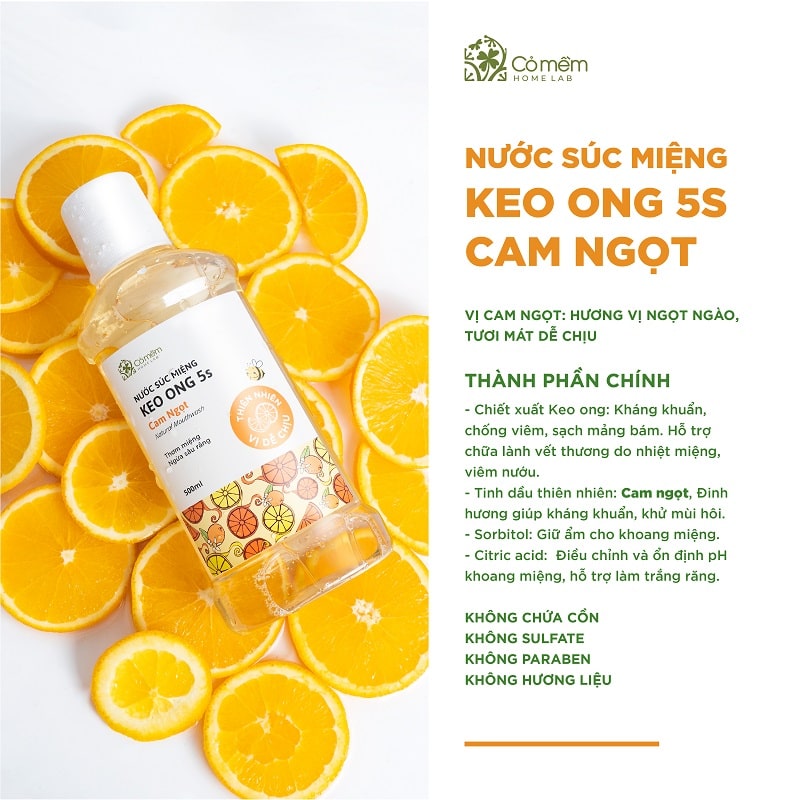 Cỏ mềm
HOME LAB
NƯỚC SÚC MIỆNG
KEO ONG 5S
CAM NGỌT
VỊ CAM NGỌT: HƯƠNG VỊ NGỌT NGÀO,
TƯƠI MÁT DỄ CHỊU
THÀNH PHẦN CHÍNH
- Chiết xuất Keo ong: Kháng khuẩn,
chống viêm, sạch mảng bám. Hỗ trợ
chữa lành vết thương do nhiệt miệng,
viêm nướu.
- Tinh dầu thiên nhiên: Cam ngọt, Đinh
hương giúp kháng khuẩn, khử mùi hôi.
- Sorbitol: Giữ ẩm cho khoang miệng.
- Citric acid: Điều chỉnh và ổn định pH
khoang miệng, hỗ trợ làm trắng răng.
KHÔNG CHỨA CỒN
KHÔNG SULFATE
KHÔNG PARABEN
KHÔNG HƯƠNG LIỆU
Cỏ mềm
HOME LAB
NƯỚC SÚC MIỆNG
KEO ONG 5s
Cam Ngọt
Natural Mouthwash
Thơm miệng
Ngừa sâu răng
500ml
THIÊN NHIÊN
VỊ DỄ CHỊU